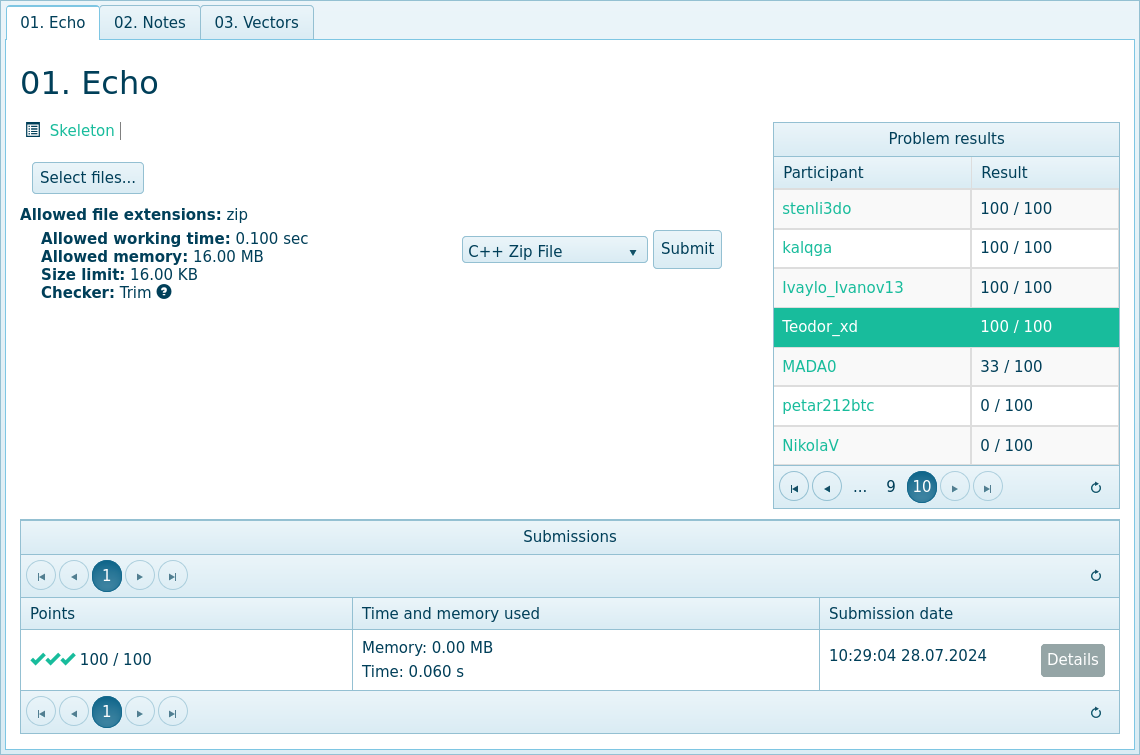 01. Echo
02. Notes
03. Vectors
01. Echo
Skeleton |
Select files...
Allowed file extensions: zip
Allowed working time: 0.100 sec
Allowed memory: 16.00 MB
Size limit: 16.00 KB
Checker: Trim ?
C++ Zip File
Submit
Problem results
Participant Result
stenli3do 100 / 100
kalqga 100 / 100
Ivaylo_Ivanov13 100 / 100
Teodor_xd 100 / 100
MADA0 33 / 100
petar212btc 0 / 100
NikolaV 0 / 100
... 9 10
Submissions
1
Points Time and memory used Submission date
100 / 100
Memory: 0.00 MB
Time: 0.060 s
10:29:04 28.07.2024
Details
1